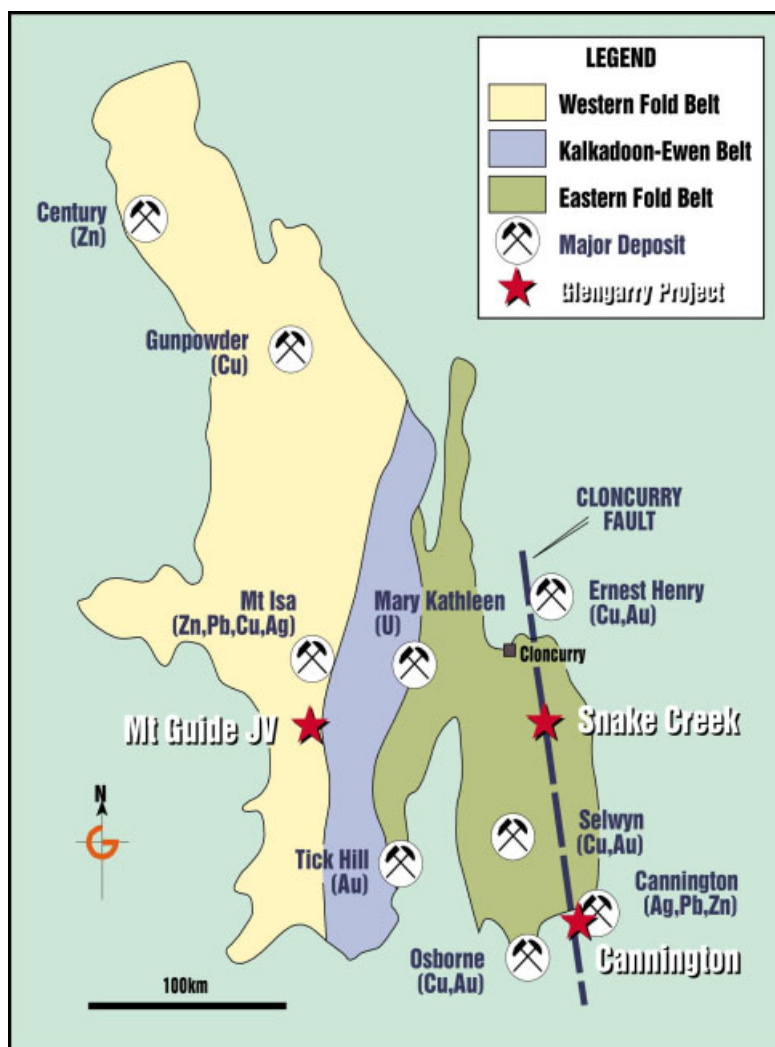 LEGEND
Western Fold Belt
Kalkadoon-Ewen Belt
Eastern Fold Belt
Major Deposit
Glengarry Project
Century
(Zn)
Gunpowder
(Cu)
CLONCURRY
FAULT
Mt Isa
(Zn,Pb,Cu,Ag)
Mary Kathleen
(U)
Ernest Henry
(Cu,Au)
Cloncurry
Mt Guide JV
Snake Creek
N
G
Tick Hill
(Au)
Selwyn
(Cu,Au)
Cannington
(Ag,Pb,Zn)
Osborne
(Cu,Au)
Cannington
100km